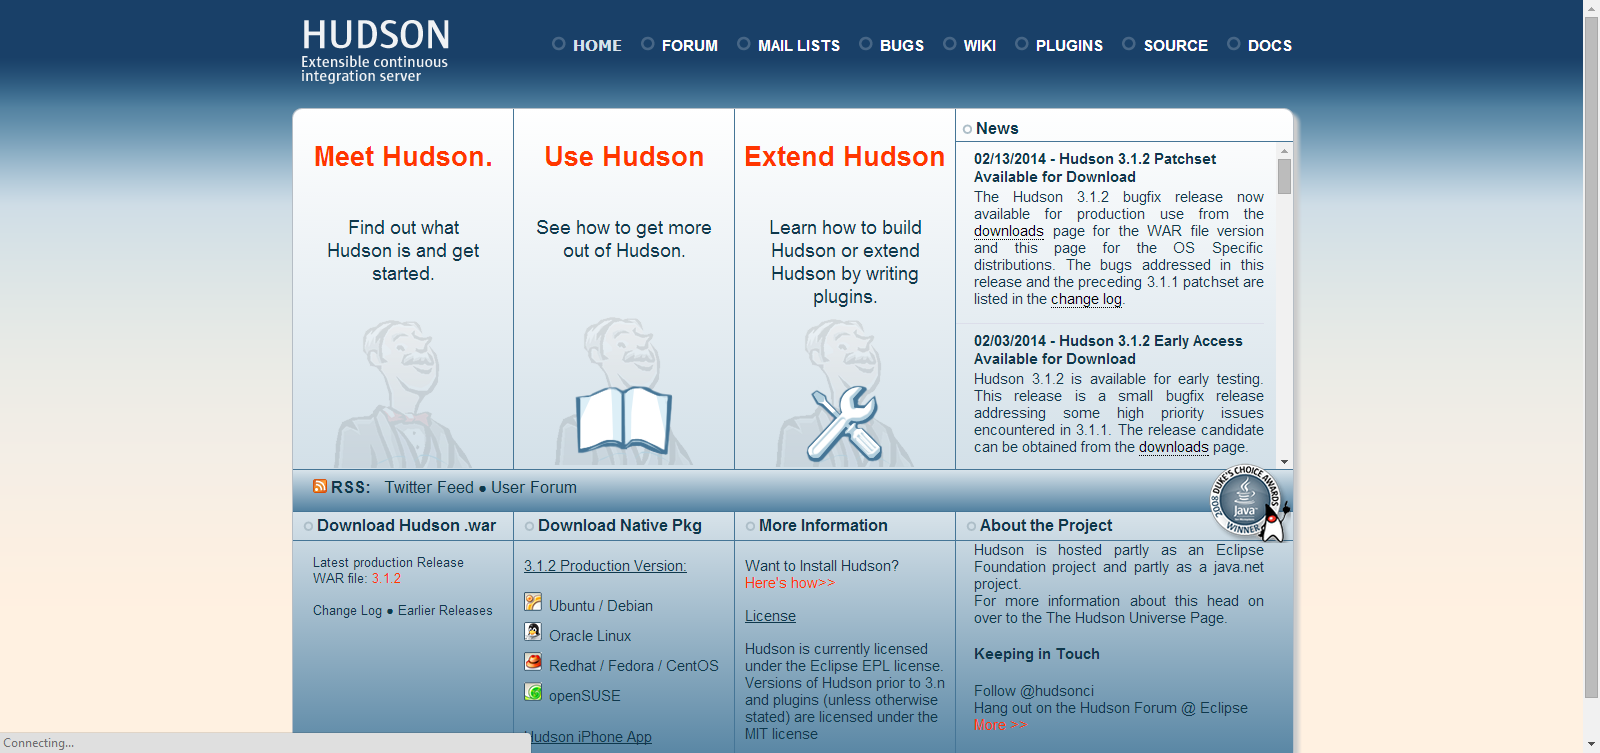 HUDSON
Extensible continuous
integration server
HOME
FORUM
MAIL LISTS
BUGS
WIKI
PLUGINS
SOURCE
DOCS
Meet Hudson.
Find out what
Hudson is and get
started.
Use Hudson
See how to get more
out of Hudson.
Extend Hudson
Learn how to build
Hudson or extend
Hudson by writing
plugins.
News
02/13/2014 - Hudson 3.1.2 Patchset
Available for Download
The Hudson 3.1.2 bugfix release now
available for production use from the
downloads page for the WAR file version
and this page for the OS Specific
distributions. The bugs addressed in this
release and the preceding 3.1.1 patchset are
listed in the change log.
02/03/2014 - Hudson 3.1.2 Early Access
Available for Download
Hudson 3.1.2 is available for early testing.
This release is a small bugfix release
addressing some high priority issues
encountered in 3.1.1. The release candidate
can be obtained from the downloads page.
RSS: Twitter Feed ● User Forum
2008 DUKE'S CHOICE AWARDS
Java
WINNER
Download Hudson .war
Latest production Release
WAR file: 3.1.2
Change Log ● Earlier Releases
Download Native Pkg
3.1.2 Production Version:
Ubuntu / Debian
Oracle Linux
Redhat / Fedora / CentOS
openSUSE
Hudson iPhone App
More Information
Want to Install Hudson?
Here's how>>
License
Hudson is currently licensed
under the Eclipse EPL license.
Versions of Hudson prior to 3.n
and plugins (unless otherwise
stated) are licensed under the
MIT license
About the Project
Hudson is hosted partly as an Eclipse
Foundation project and partly as a java.net
project.
For more information about this head on
over to the The Hudson Universe Page.
Keeping in Touch
Follow @hudsonci
Hang out on the Hudson Forum @ Eclipse
More >>
Connecting...